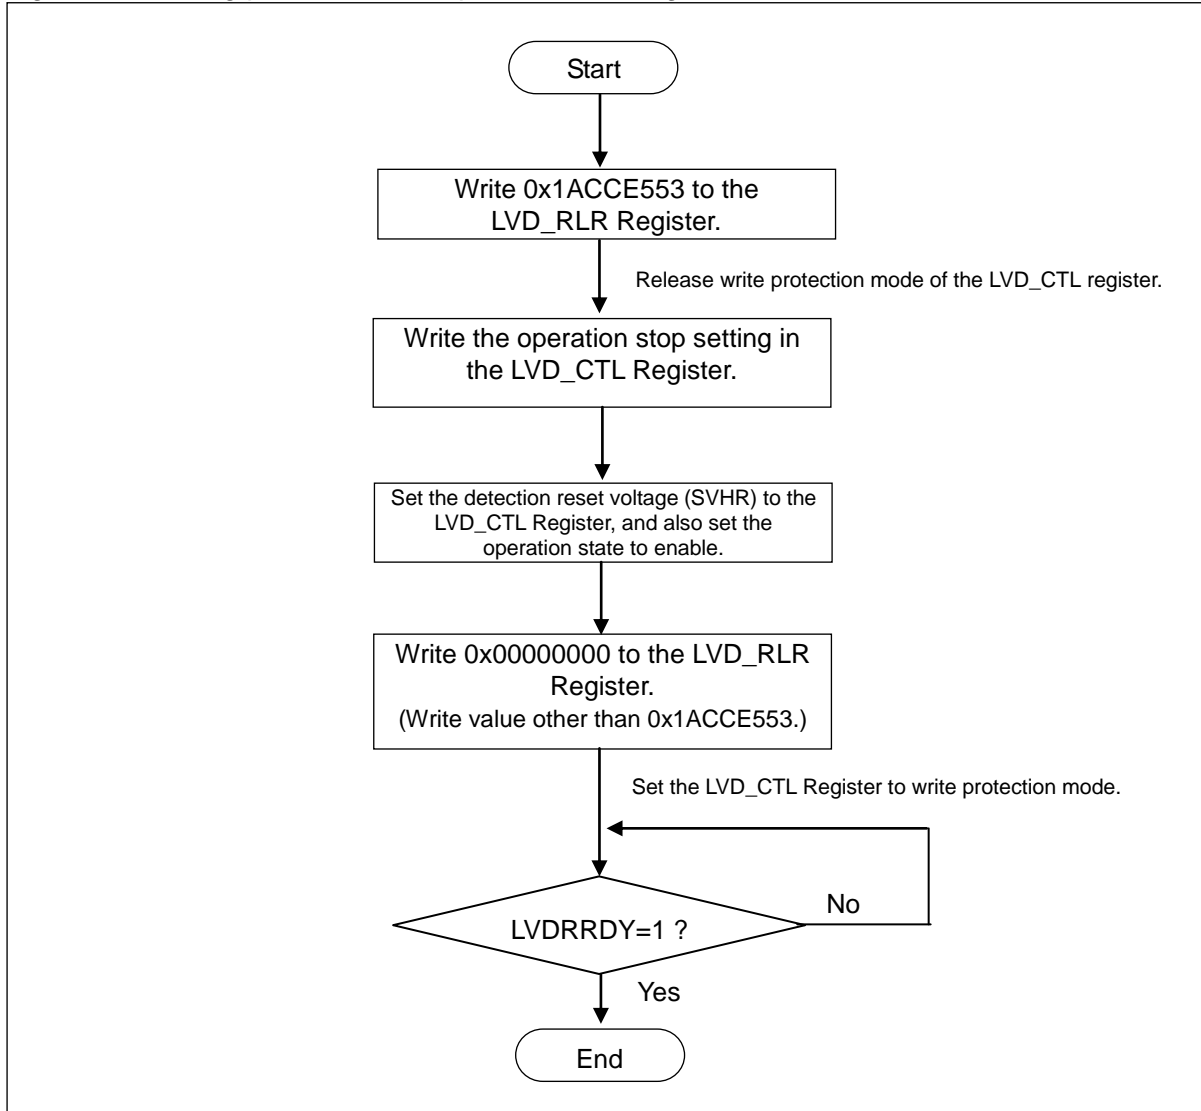 Start
Write 0x1ACCE553 to the
LVD_RLR Register.
Release write protection mode of the LVD_CTL register.
Write the operation stop setting in
the LVD_CTL Register.
Set the detection reset voltage (SVHR) to the
LVD_CTL Register, and also set the
operation state to enable.
Write 0x00000000 to the LVD_RLR
Register.
(Write value other than 0x1ACCE553.)
Set the LVD_CTL Register to write protection mode.
No
LVDRRDY=1 ?
Yes
End